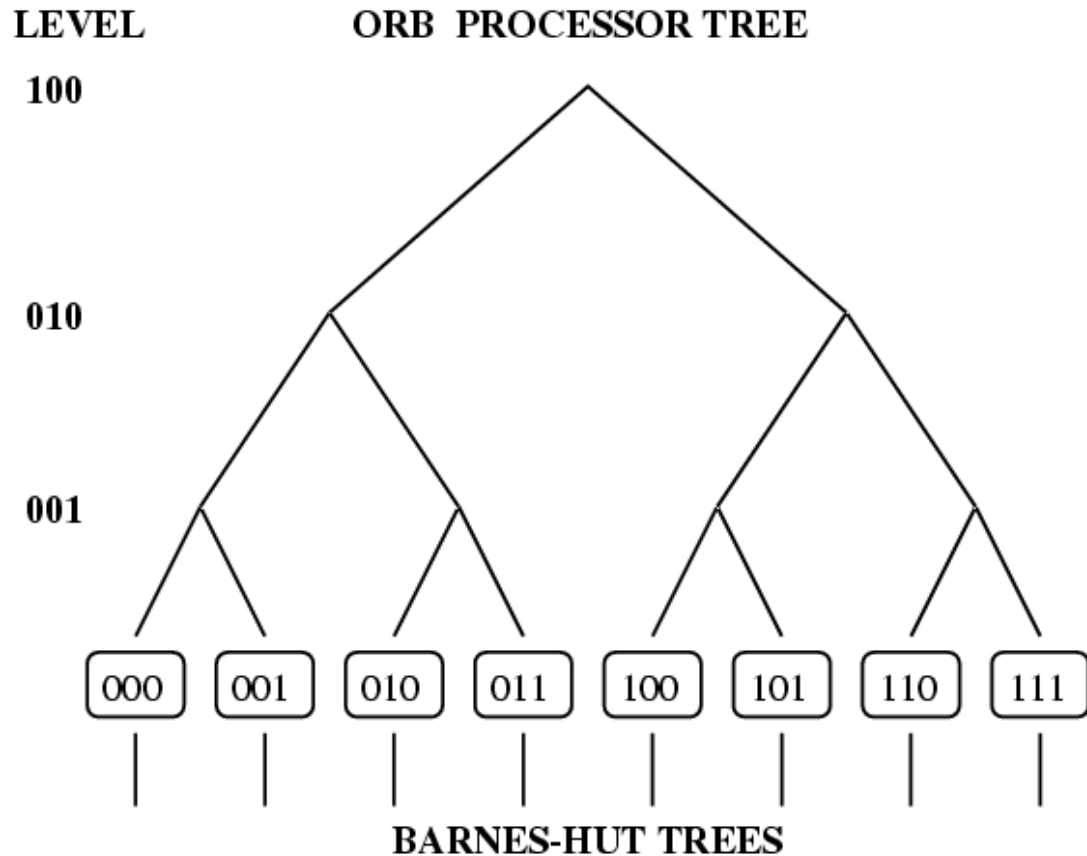 LEVEL ORB PROCESSOR TREE
100
010
001
000 001 010 011 100 101 110 111
BARNES-HUT TREES